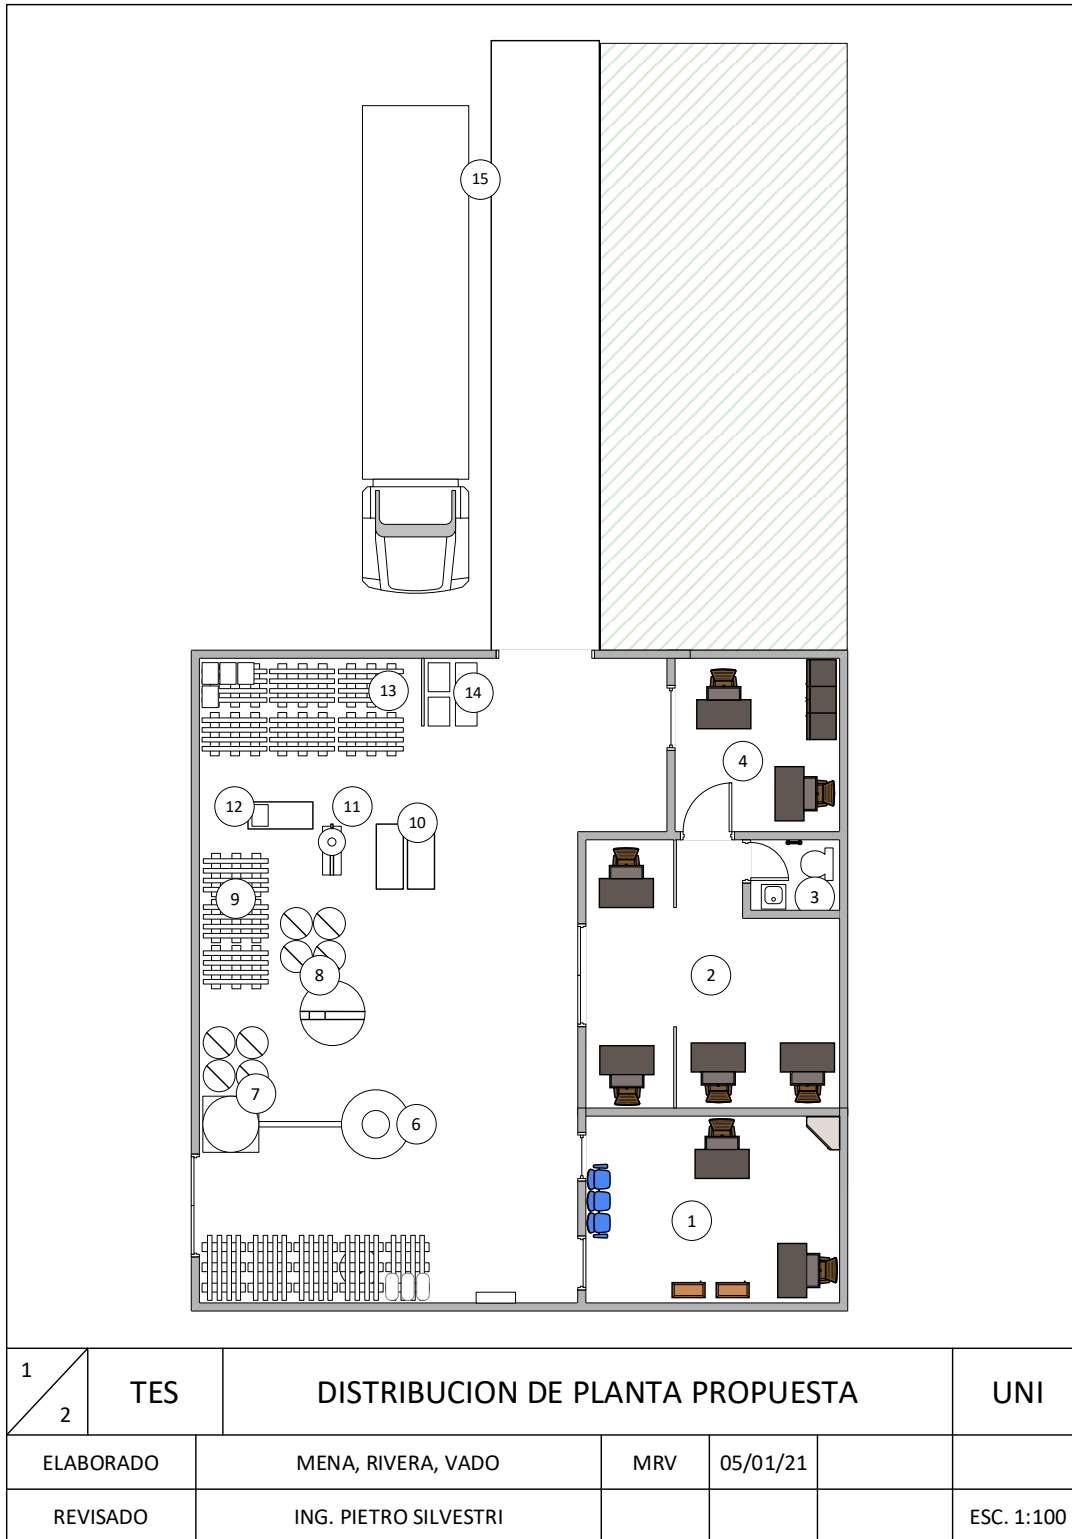 15
13
14
4
12
11
10
9
3
8
2
7
6
1
1
2
TES
DISTRIBUCION DE PLANTA PROPUESTA
UNI
ELABORADO
MENA, RIVERA, VADO
MRV
05/01/21
REVISADO
ING. PIETRO SILVESTRI
ESC. 1:100